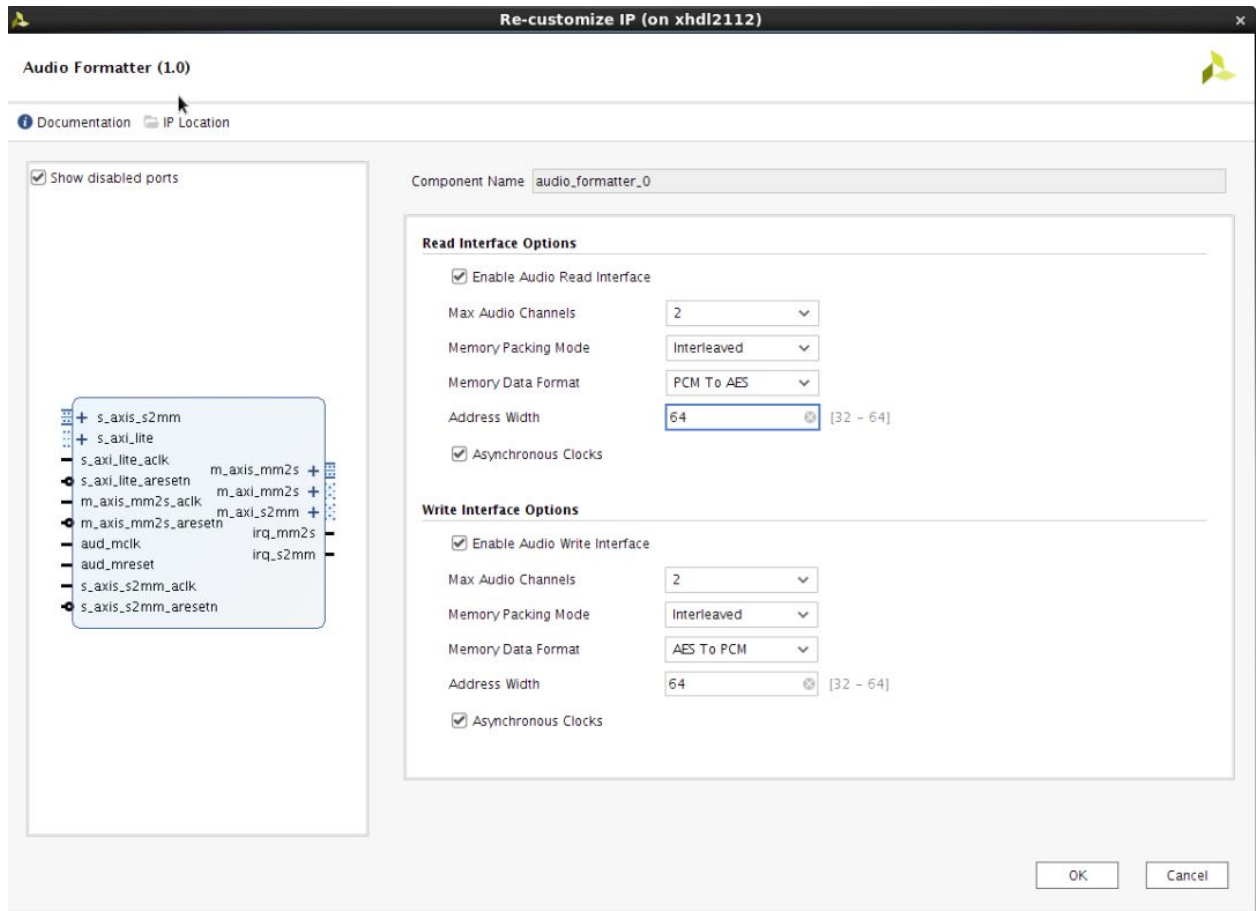 Re-customize IP (on xhdl2112)
Audio Formatter (1.0)
Documentation IP Location
Show disabled ports
s_axis_s2mm
s_axi_lite
s_axi_lite_aclk
s_axi_lite_aresetn
m_axis_mm2s_aclk
m_axis_mm2s_aresetn
aud_mclk
aud_mreset
s_axis_s2mm_aclk
s_axis_s2mm_aresetn
m_axis_mm2s
m_axi_mm2s
m_axi_s2mm
irq_mm2s
irq_s2mm
Component Name audio_formatter_0
Read Interface Options
Enable Audio Read Interface
Max Audio Channels 2
Memory Packing Mode Interleaved
Memory Data Format PCM To AES
Address Width 64 [32 - 64]
Asynchronous Clocks
Write Interface Options
Enable Audio Write Interface
Max Audio Channels 2
Memory Packing Mode Interleaved
Memory Data Format AES To PCM
Address Width 64 [32 - 64]
Asynchronous Clocks
OK Cancel